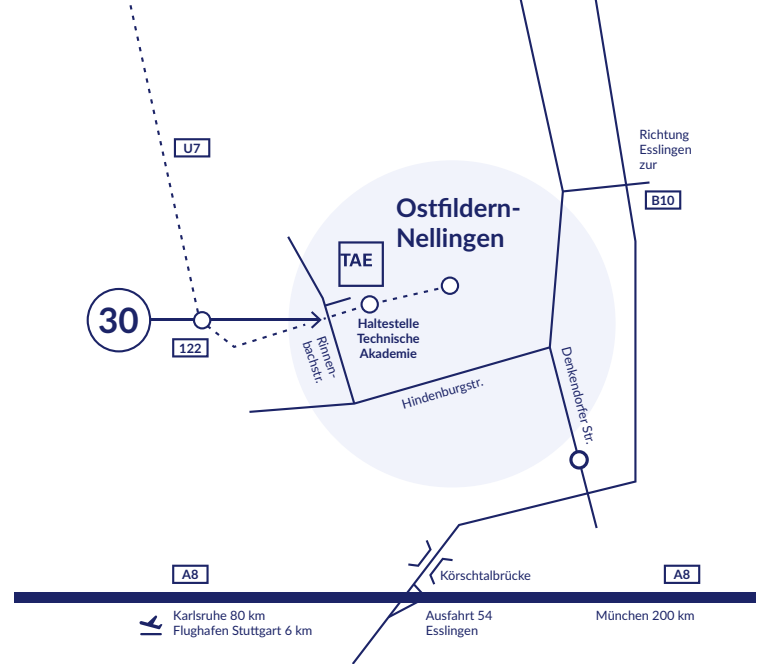 U7
Richtung
Esslingen
zur
B10
Ostfildern-
Nellingen
TAE
30
122
Haltestelle
Technische
Akademie
Rinnen-
bachstr.
Hindenburgstr.
Denkendorfer Str.
A8
Körschtalbrücke
A8
Karlsruhe 80 km
Flughafen Stuttgart 6 km
Ausfahrt 54
Esslingen
München 200 km